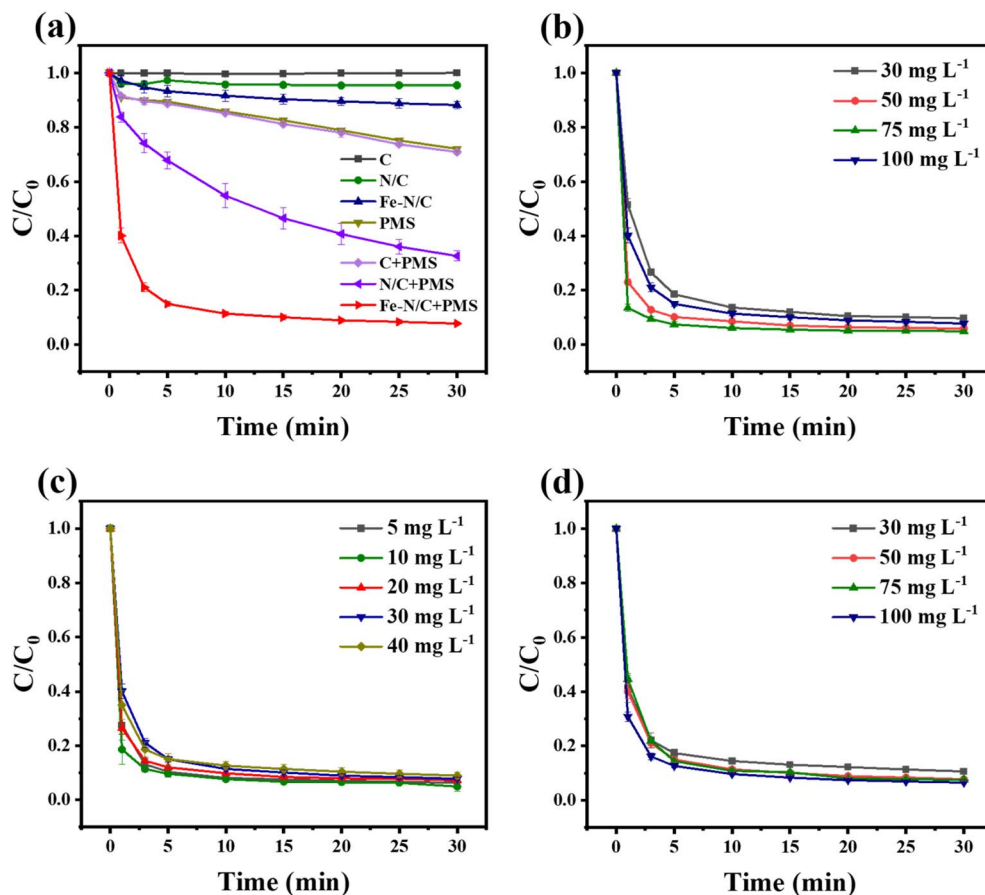 (a)
C/C₀
1.0
0.8
0.6
0.4
0.2
0.0
C
N/C
Fe-N/C
PMS
C+PMS
N/C+PMS
Fe-N/C+PMS
0 5 10 15 20 25 30
Time (min)
(b)
C/C₀
1.0
0.8
0.6
0.4
0.2
0.0
30 mg L⁻¹
50 mg L⁻¹
75 mg L⁻¹
100 mg L⁻¹
0 5 10 15 20 25 30
Time (min)
(c)
C/C₀
1.0
0.8
0.6
0.4
0.2
0.0
5 mg L⁻¹
10 mg L⁻¹
20 mg L⁻¹
30 mg L⁻¹
40 mg L⁻¹
0 5 10 15 20 25 30
Time (min)
(d)
C/C₀
1.0
0.8
0.6
0.4
0.2
0.0
30 mg L⁻¹
50 mg L⁻¹
75 mg L⁻¹
100 mg L⁻¹
0 5 10 15 20 25 30
Time (min)